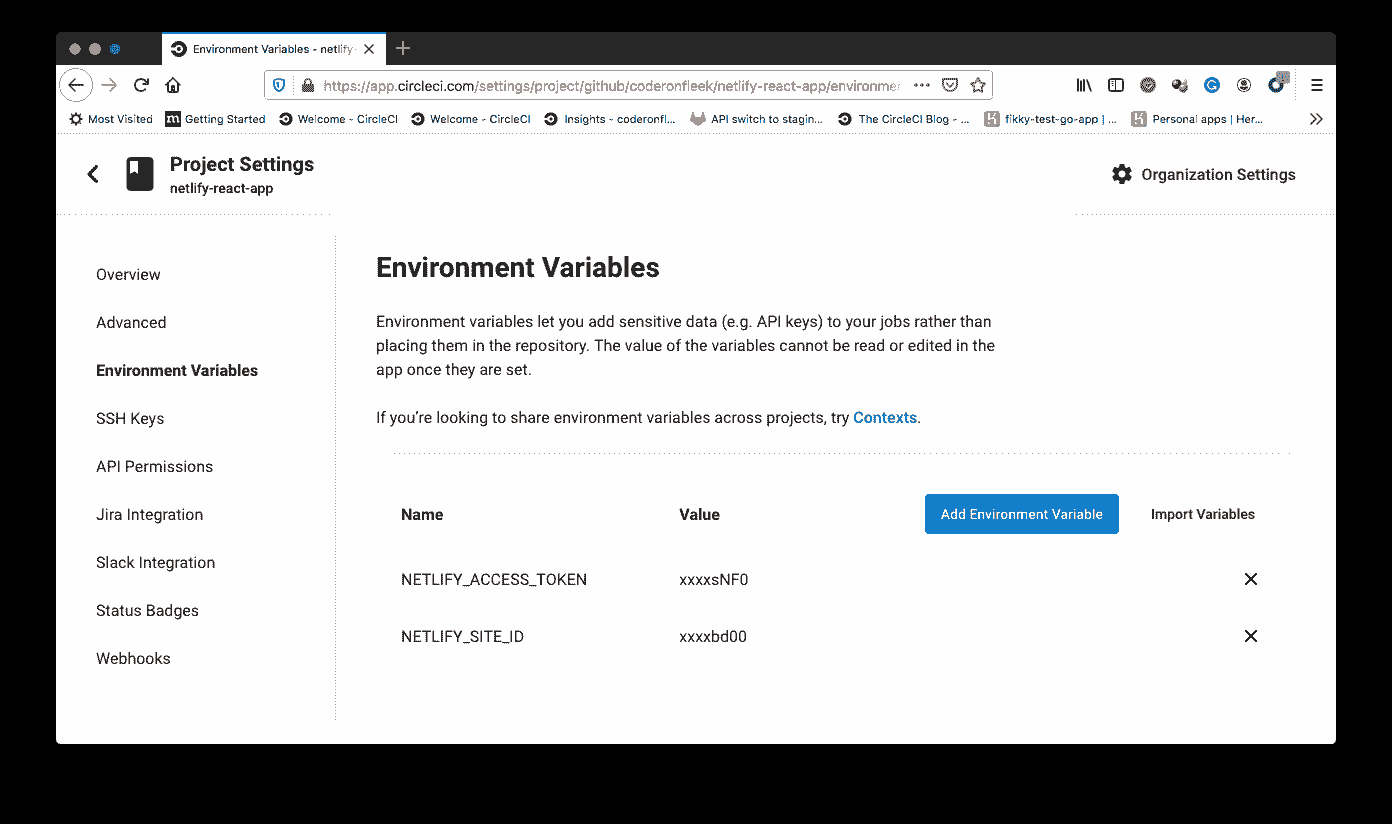 Environment Variables - netlify-
https://app.circleci.com/settings/project/github/coderonfleek/netlify-react-app/environme
Most Visited Getting Started Welcome - CircleCI Welcome - CircleCI Insights - coderonfl... API switch to stagin... The CircleCI Blog - ... fikky-test-go-app | ... Personal apps | Her...
Project Settings
netlify-react-app
Organization Settings
Overview
Advanced
Environment Variables
SSH Keys
API Permissions
Jira Integration
Slack Integration
Status Badges
Webhooks
Environment Variables
Environment variables let you add sensitive data (e.g. API keys) to your jobs rather than
placing them in the repository. The value of the variables cannot be read or edited in the
app once they are set.
If you’re looking to share environment variables across projects, try Contexts.
Name Value Add Environment Variable Import Variables
NETLIFY_ACCESS_TOKEN xxxxsNF0
NETLIFY_SITE_ID xxxxbd00